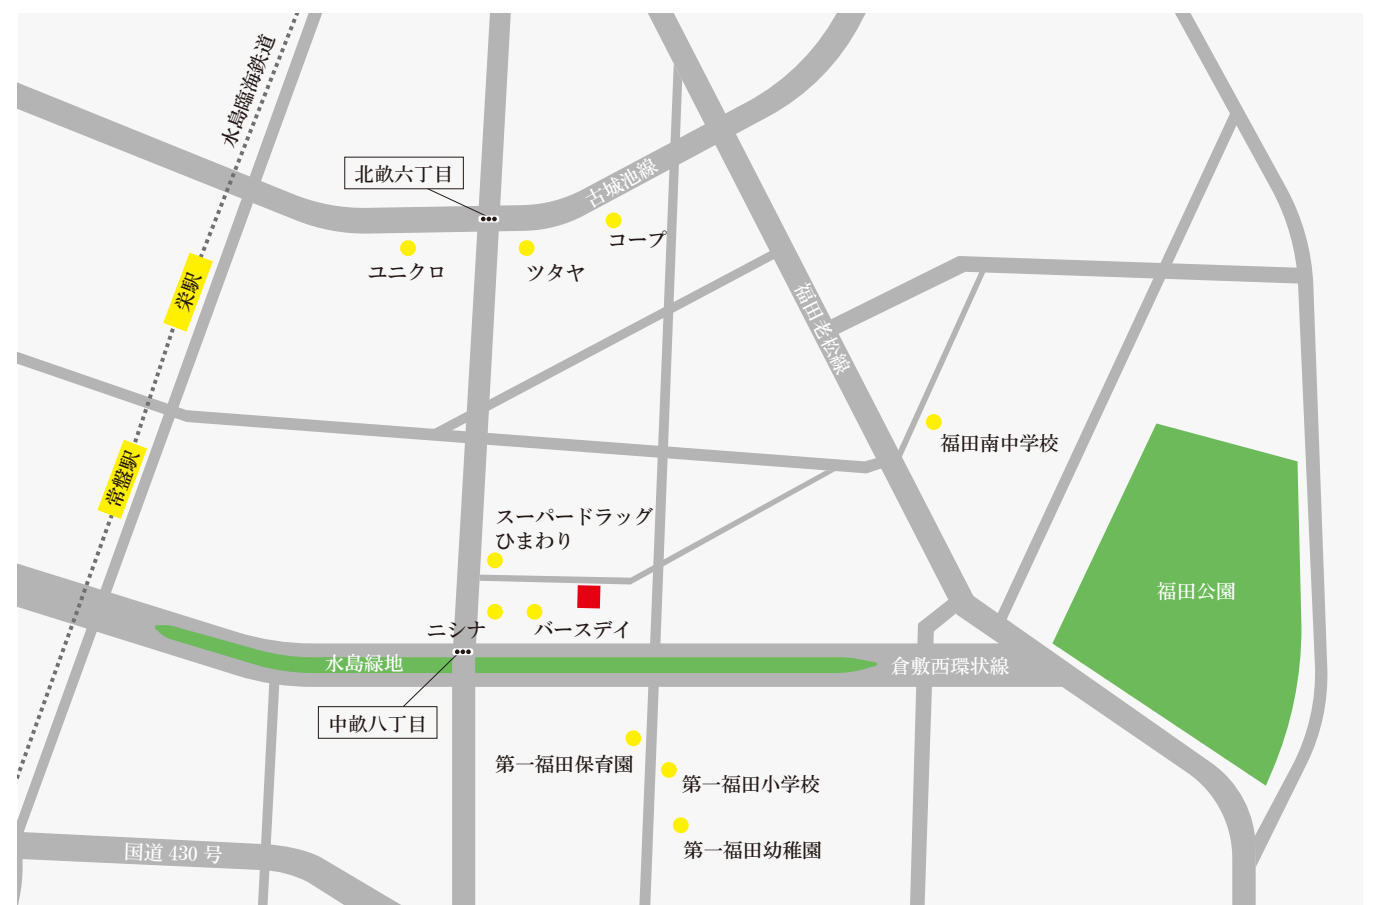 水島臨海鉄道
北畝六丁目
古城池線
コープ
ユニクロ
ツタヤ
栄駅
福田老松線
福田南中学校
常盤駅
スーパードラッグ
ひまわり
福田公園
ニシナ
バースデイ
水島緑地
倉敷西環状線
中畝八丁目
第一福田保育園
第一福田小学校
第一福田幼稚園
国道 430 号